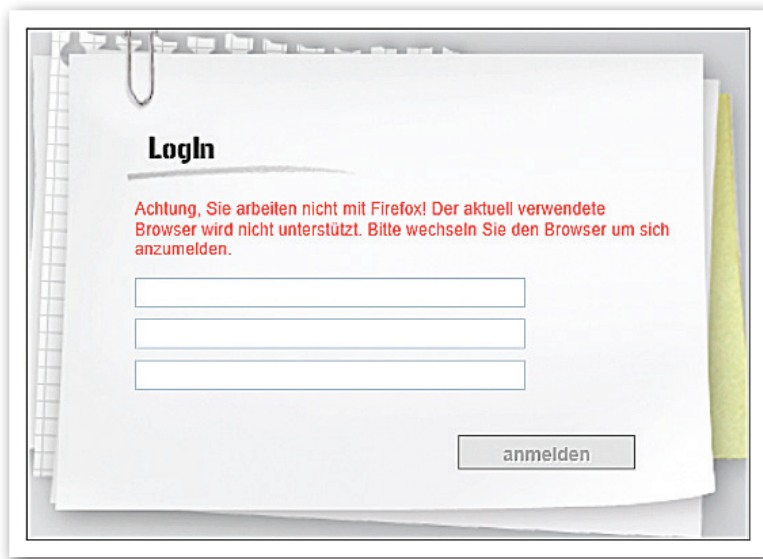 LogIn
Achtung, Sie arbeiten nicht mit Firefox! Der aktuell verwendete
Browser wird nicht unterstützt. Bitte wechseln Sie den Browser um sich
anzumelden.
anmelden